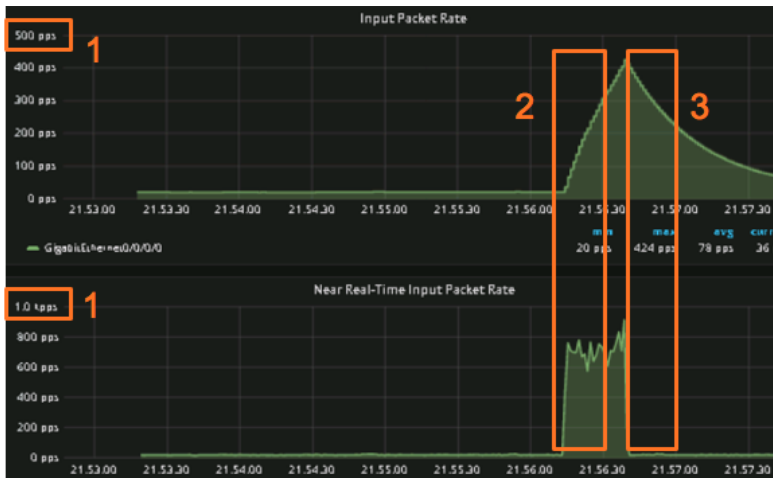 Input Packet Rate
500 pps
1
400 pps
300 pps
2
3
200 pps
100 pps
0 pps
21:53:00 21:53:30 21:54:00 21:54:30 21:55:00 21:55:30 21:56:00 21:56:30 21:57:00 21:57:30
min max avg curr
GigabitEthernet0/0/0/0 20 pps 424 pps 78 pps 36
Near Real-Time Input Packet Rate
1.0 kpps
1
800 pps
600 pps
400 pps
200 pps
0 pps
21:53:00 21:53:30 21:54:00 21:54:30 21:55:00 21:55:30 21:56:00 21:56:30 21:57:00 21:57:30